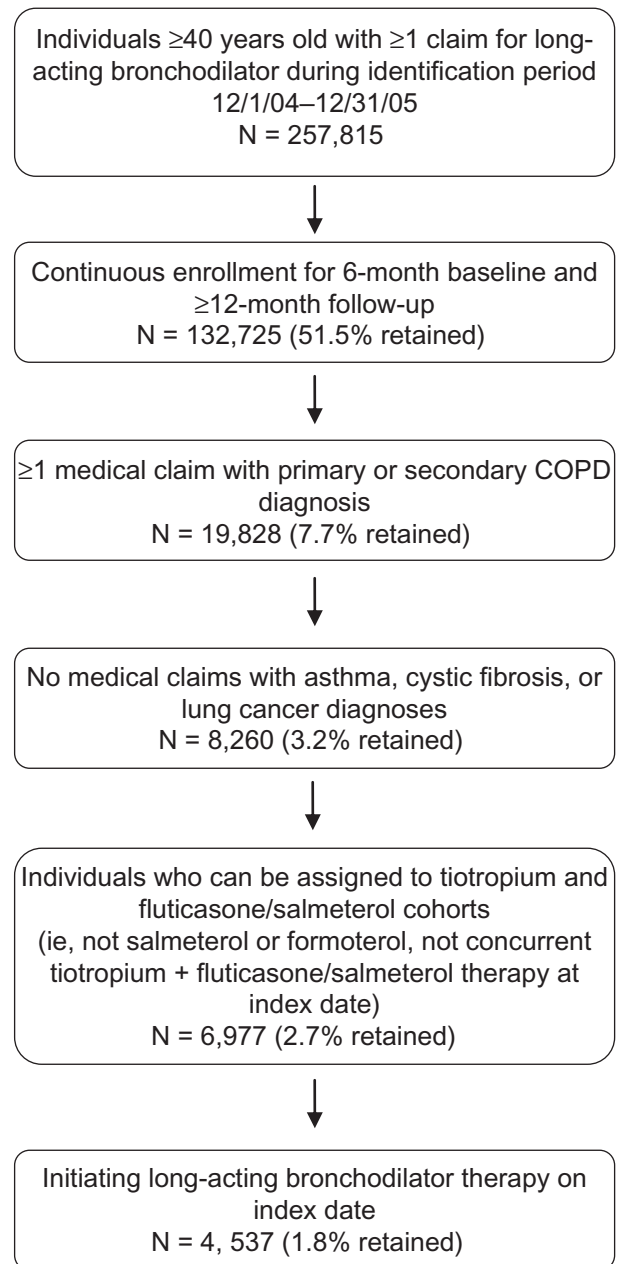 Individuals ≥40 years old with ≥1 claim for long-
acting bronchodilator during identification period
12/1/04–12/31/05
N = 257,815
Continuous enrollment for 6-month baseline and
≥12-month follow-up
N = 132,725 (51.5% retained)
≥1 medical claim with primary or secondary COPD
diagnosis
N = 19,828 (7.7% retained)
No medical claims with asthma, cystic fibrosis, or
lung cancer diagnoses
N = 8,260 (3.2% retained)
Individuals who can be assigned to tiotropium and
fluticasone/salmeterol cohorts
(ie, not salmeterol or formoterol, not concurrent
tiotropium + fluticasone/salmeterol therapy at
index date)
N = 6,977 (2.7% retained)
Initiating long-acting bronchodilator therapy on
index date
N = 4, 537 (1.8% retained)